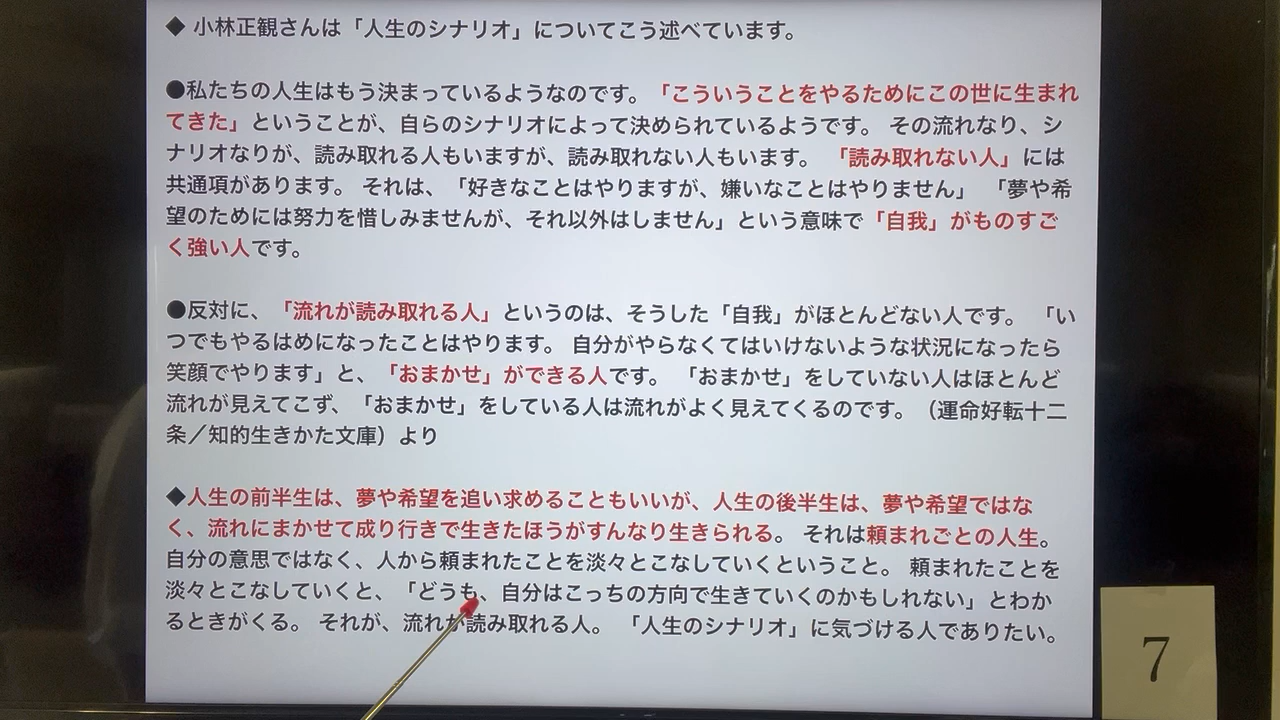 ◆ 小林正観さんは「人生のシナリオ」についてこう述べています。
●私たちの人生はもう決まっているようなのです。「こういうことをやるためにこの世に生まれ
てきた」ということが、自らのシナリオによって決められているようです。 その流れなり、シ
ナリオなりが、読み取れる人もいますが、読み取れない人もいます。 「読み取れない人」には
共通項があります。 それは、「好きなことはやりますが、嫌いなことはやりません」 「夢や希
望のためには努力を惜しみませんが、それ以外はしません」という意味で「自我」がものすご
く強い人です。
●反対に、「流れが読み取れる人」というのは、そうした「自我」がほとんどない人です。 「い
つでもやるはめになったことはやります。 自分がやらなくてはいけないような状況になったら
笑顔でやります」と、「おまかせ」ができる人です。 「おまかせ」をしていない人はほとんど
流れが見えてこず、「おまかせ」をしている人は流れがよく見えてくるのです。（運命好転十二
条／知的生きかた文庫）より
◆人生の前半生は、夢や希望を追い求めることもいいが、人生の後半生は、夢や希望ではな
く、流れにまかせて成り行きで生きたほうがすんなり生きられる。 それは頼まれごとの人生。
自分の意思ではなく、人から頼まれたことを淡々とこなしていくということ。 頼まれたことを
淡々とこなしていくと、「どうも、自分はこっちの方向で生きていくのかもしれない」とわか
るときがくる。 それが、流れが読み取れる人。 「人生のシナリオ」に気づける人でありたい。
7